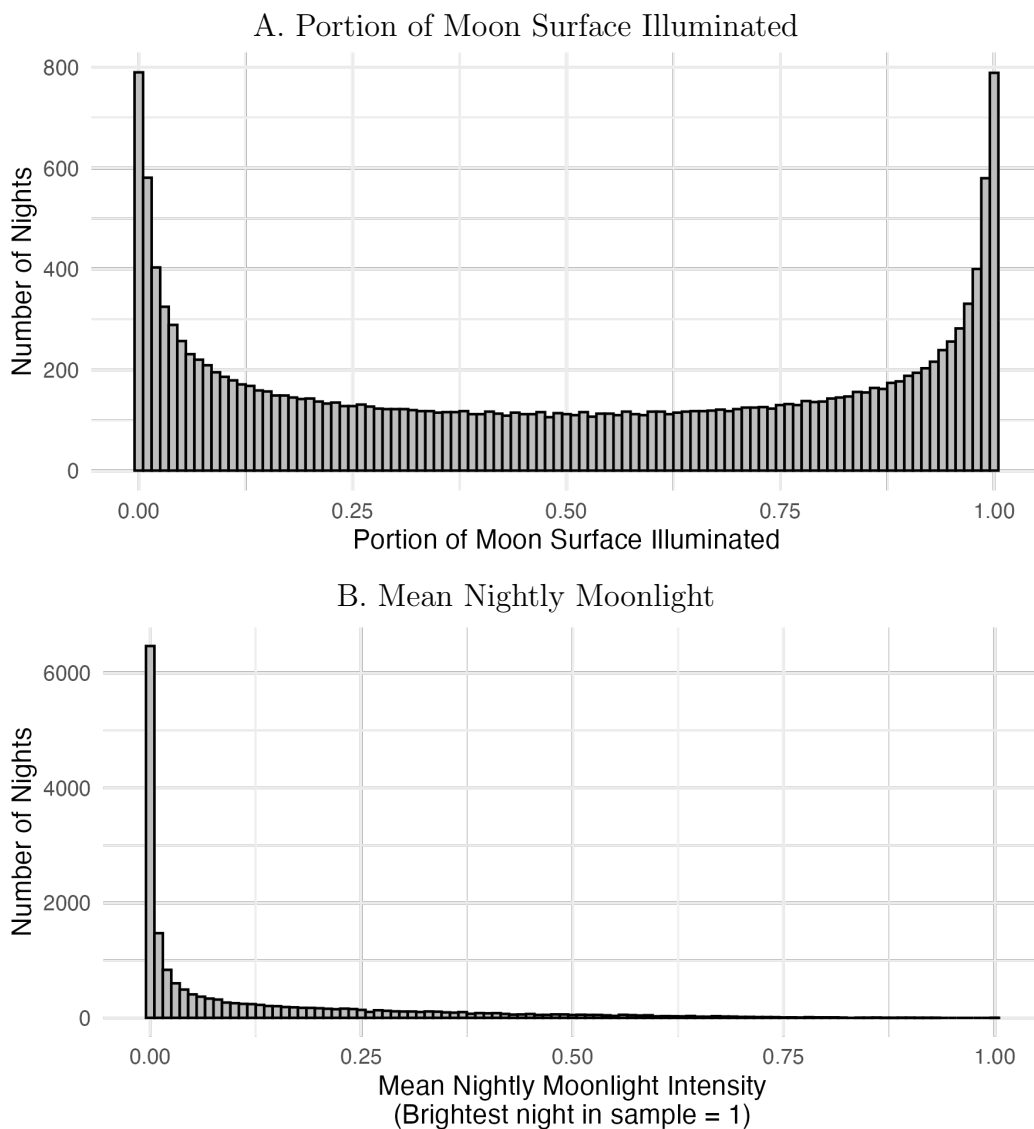 A. Portion of Moon Surface Illuminated
800
600
400
200
0
Number of Nights
0.00 0.25 0.50 0.75 1.00
Portion of Moon Surface Illuminated
B. Mean Nightly Moonlight
6000
4000
2000
0
Number of Nights
0.00 0.25 0.50 0.75 1.00
Mean Nightly Moonlight Intensity
(Brightest night in sample = 1)